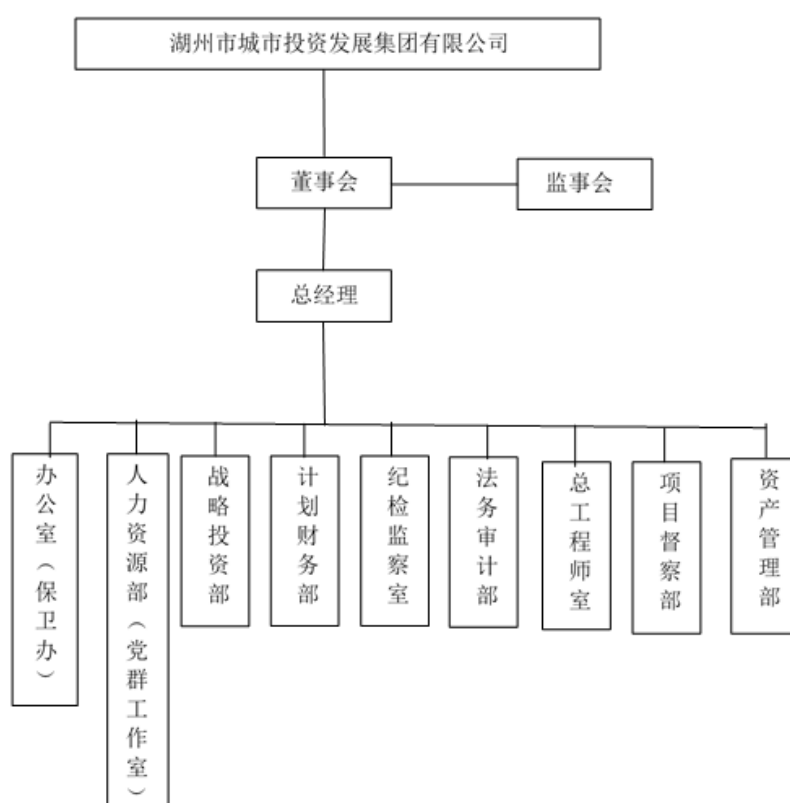 湖州市城市投资发展集团有限公司
董事会
监事会
总经理
办公室（保卫办）
人力资源部（党群工作室）
战略投资部
计划财务部
纪检监察室
法务审计部
总工程师室
项目督察部
资产管理部